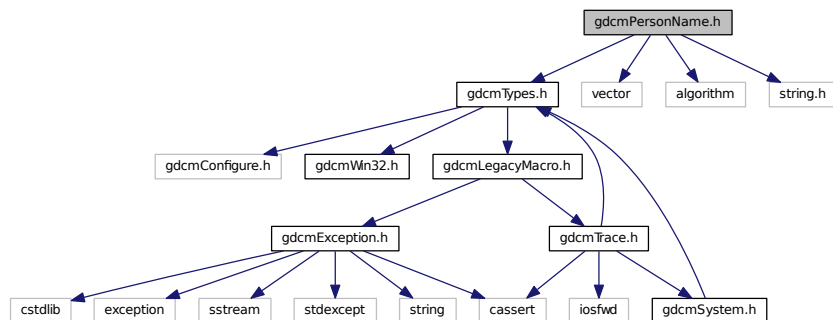 gdcmPersonName.h
gdcmTypes.h
vector
algorithm
string.h
gdcmConfigure.h
gdcmWin32.h
gdcmLegacyMacro.h
gdcmException.h
gdcmTrace.h
cstdlib
exception
sstream
stdexcept
string
cassert
iosfwd
gdcmSystem.h